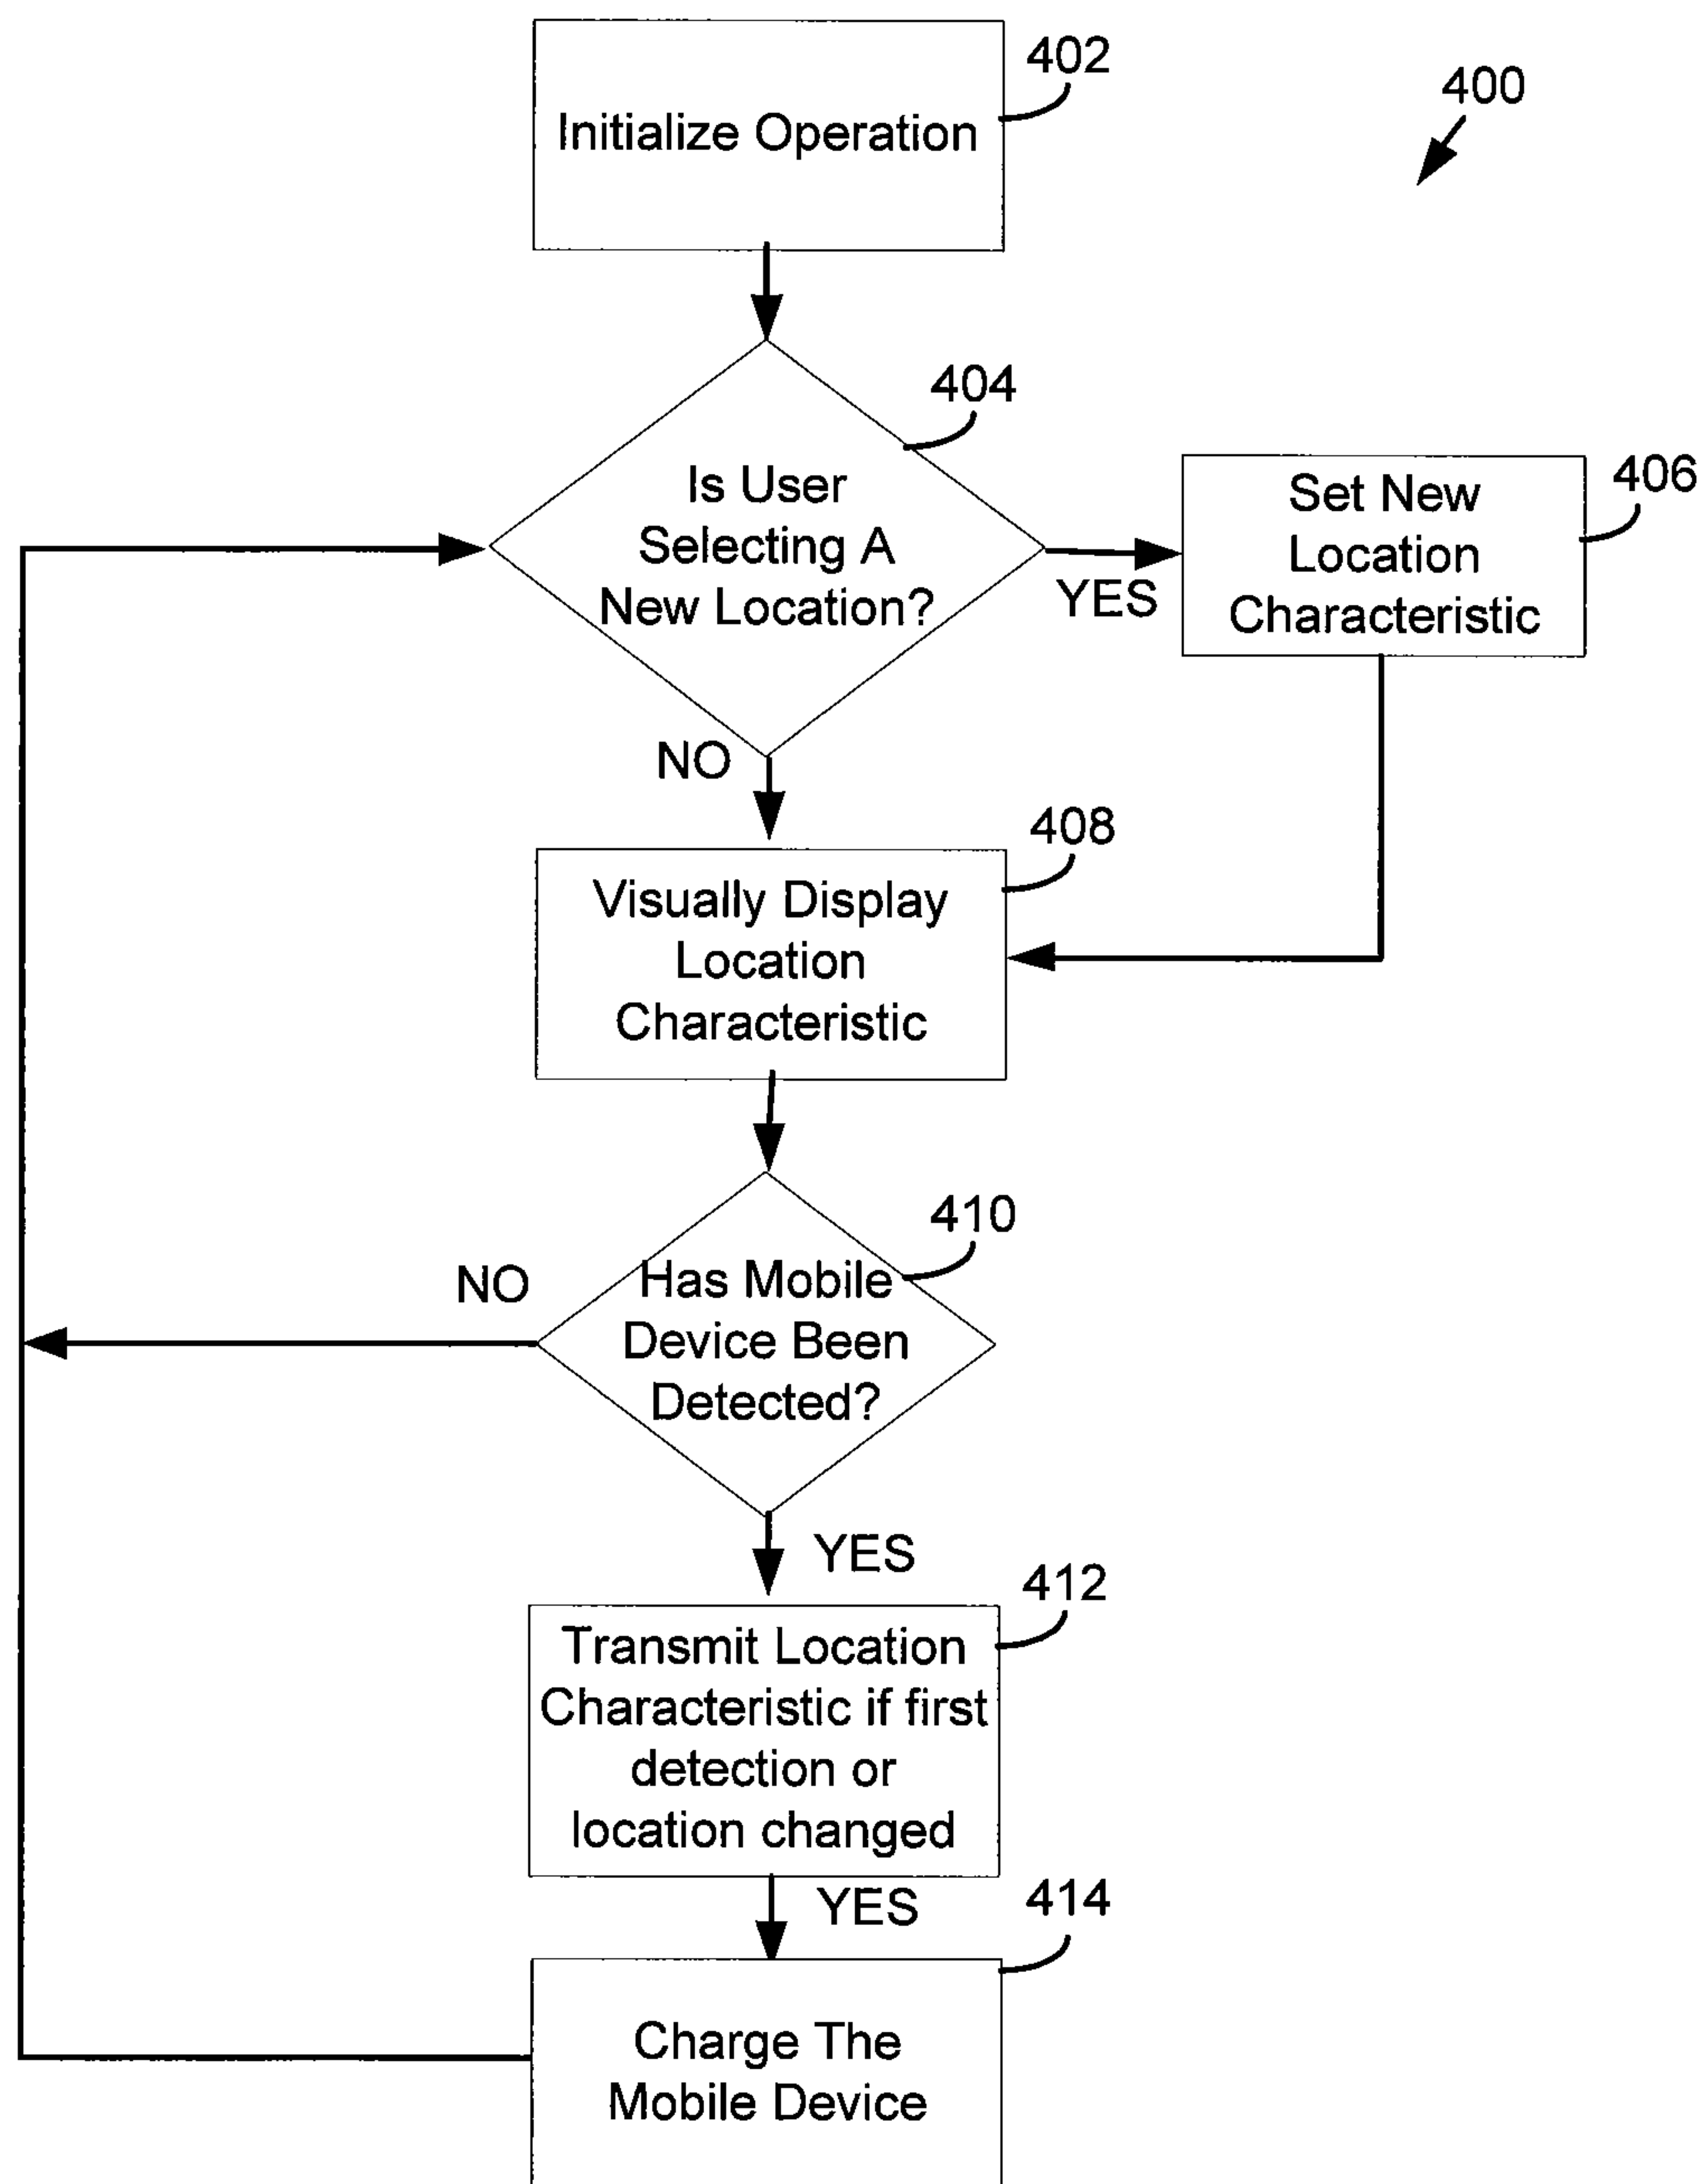 402
400
Initialize Operation
404
Is User
Selecting A
New Location?
YES
406
Set New
Location
Characteristic
NO
408
Visually Display
Location
Characteristic
410
NO
Has Mobile
Device Been
Detected?
YES
412
Transmit Location
Characteristic if first
detection or
location changed
YES
414
Charge The
Mobile Device